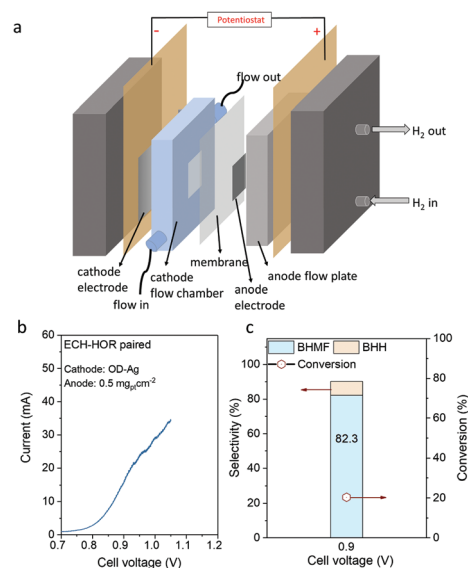 a
Potentiostat
-
+
flow out
H2 out
H2 in
cathode
electrode
flow in
cathode
flow chamber
membrane
anode
electrode
anode flow plate
b
ECH-HOR paired
Cathode: OD-Ag
Anode: 0.5 mgptcm-2
Current (mA)
60
50
40
30
20
10
0
0.7 0.8 0.9 1.0 1.1 1.2
Cell voltage (V)
c
BHMF BHH
Conversion
82.3
Selectivity (%)
100
80
60
40
20
0
Conversion (%)
100
80
60
40
20
0
0.9
Cell voltage (V)